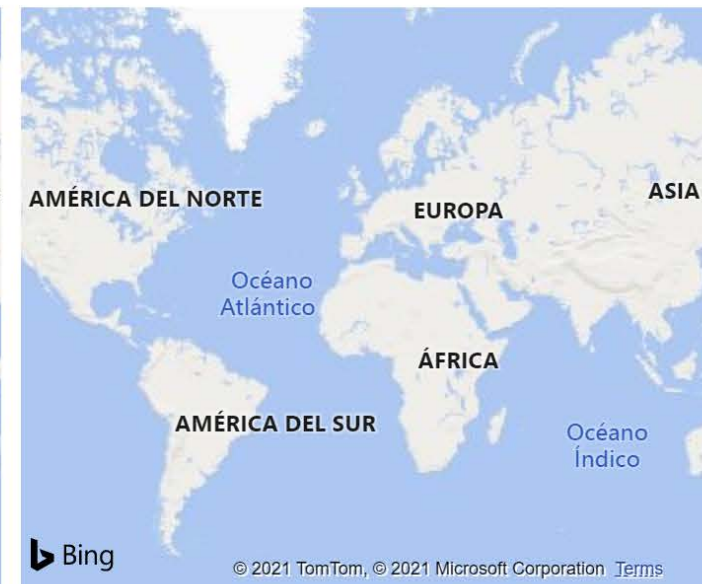 AMÉRICA DEL NORTE
EUROPA
ASIA
Océano
Atlántico
ÁFRICA
AMÉRICA DEL SUR
Océano
Índico
Bing
© 2021 TomTom, © 2021 Microsoft Corporation Terms